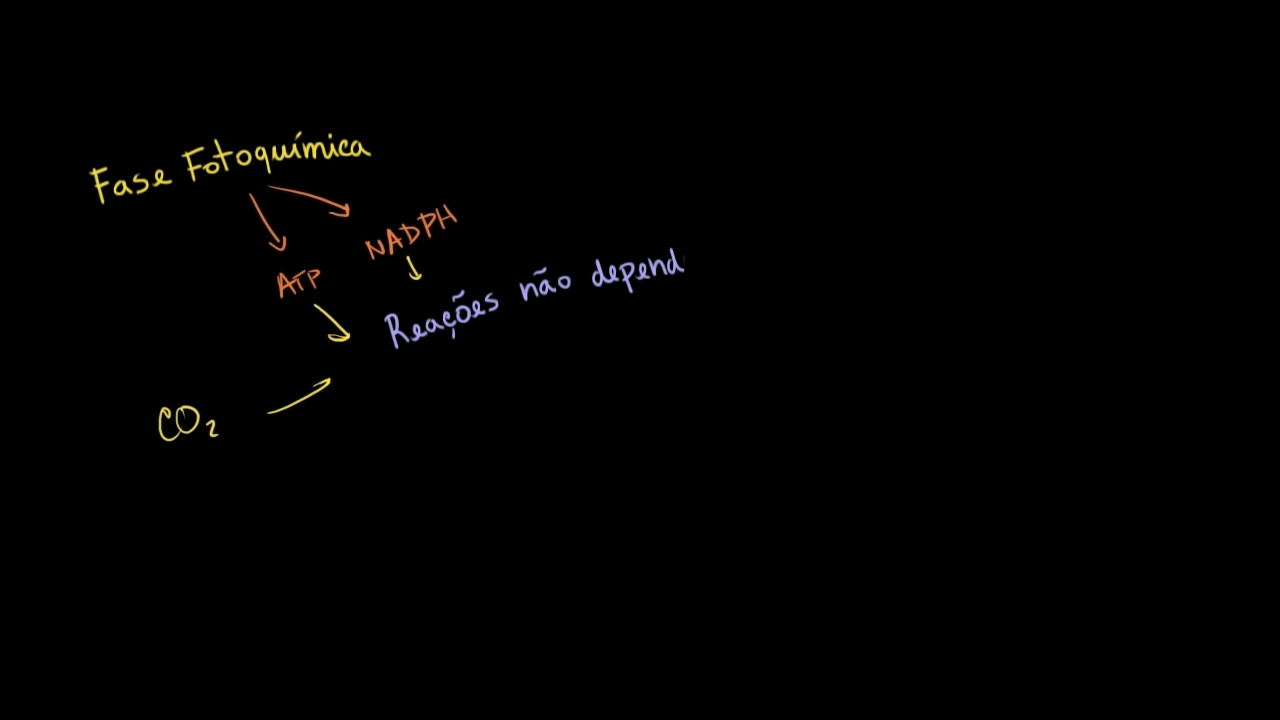 Fase Fotoquímica
NADPH
ATP
Reações não depend
CO₂